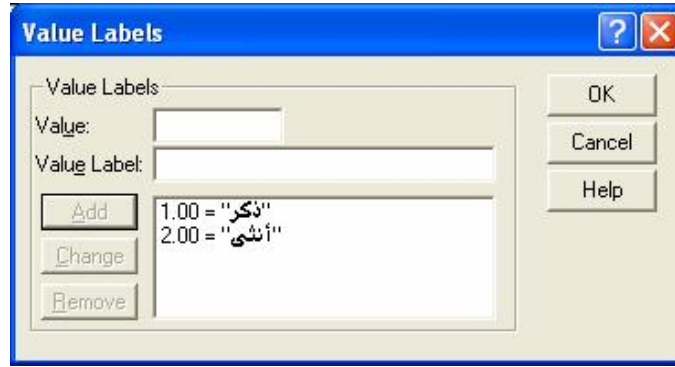 Value Labels
Value Labels
Value:
Value Label:
Add
Change
Remove
1.00 = "ذكر"
2.00 = "أنثى"
OK
Cancel
Help